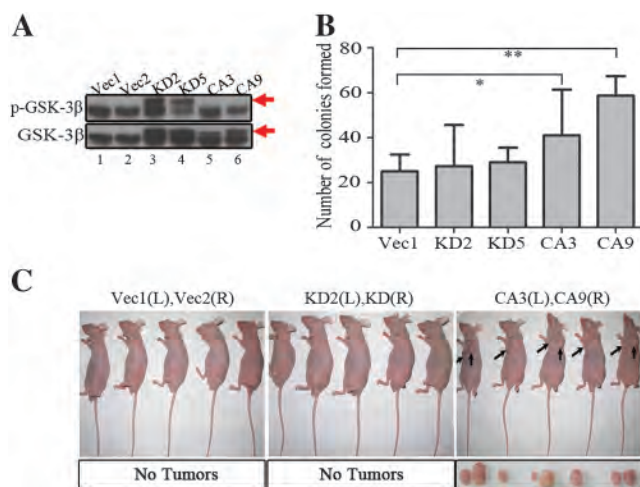 A
Vec1 Vec2 KD2 KD5 CA3 CA9
p-GSK-3β
GSK-3β
1 2 3 4 5 6
B
Number of colonies formed
80
60
40
20
0
**
*
Vec1 KD2 KD5 CA3 CA9
C
Vec1(L),Vec2(R) KD2(L),KD(R) CA3(L),CA9(R)
No Tumors No Tumors